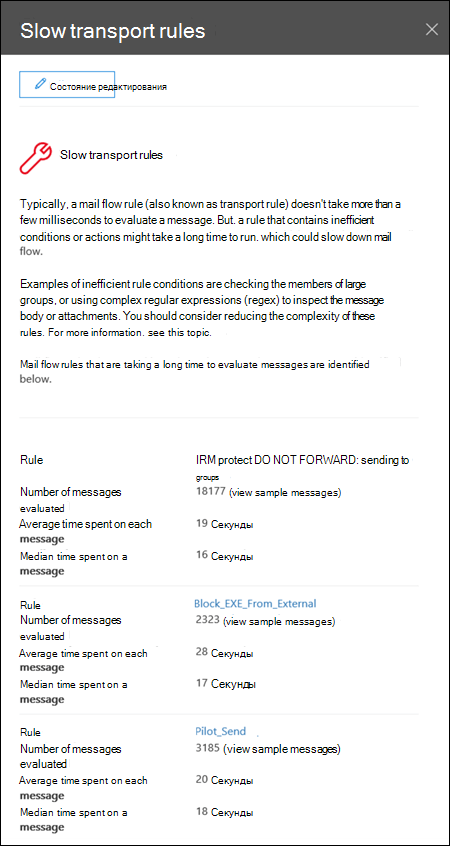 Slow transport rules
Состояние редактирования
Slow transport rules
Typically, a mail flow rule (also known as transport rule) doesn't take more than a
few milliseconds to evaluate a message. But. a rule that contains inefficient
conditions or actions might take a long time to run. which could slow down mail
flow.
Examples of inefficient rule conditions are checking the members of large
groups, or using complex regular expressions (regex) to inspect the message
body or attachments. You should consider reducing the complexity of these
rules. For more information. see this topic.
Mail flow rules that are taking a long time to evaluate messages are identified
below.
Rule IRM protect DO NOT FORWARD: sending to
groups
Number of messages 18177 (view sample messages)
evaluated
Average time spent on each 19 Секунды
message
Median time spent on a 16 Секунды
message
Rule Block_EXE_From_External
Number of messages 2323 (view sample messages)
evaluated
Average time spent on each 28 Секунды
message
Median time spent on a 17 Секунды
message
Rule Pilot_Send
Number of messages 3185 (view sample messages)
evaluated
Average time spent on each 20 Секунды
message
Median time spent on a 18 Секунды
message